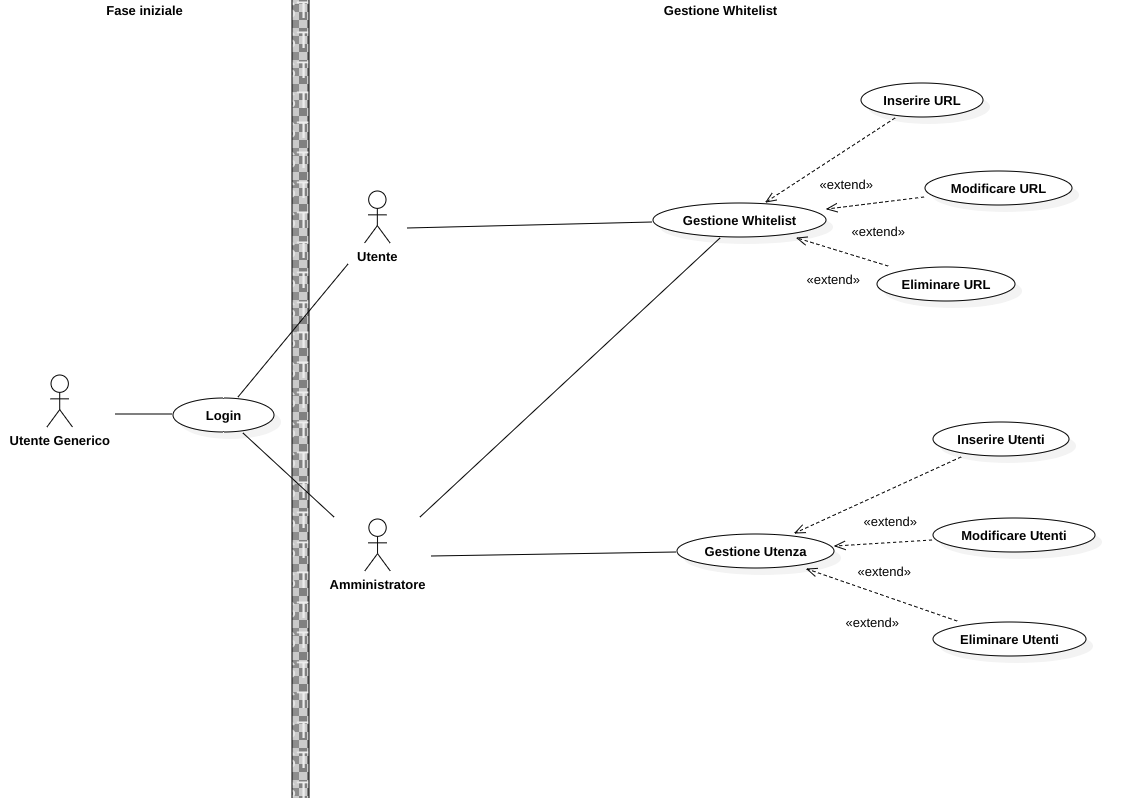 Fase iniziale
Gestione Whitelist
Inserire URL
«extend»
Modificare URL
Gestione Whitelist
«extend»
Utente
«extend»
Eliminare URL
Utente Generico
Login
Inserire Utenti
«extend»
Modificare Utenti
Gestione Utenza
«extend»
Amministratore
«extend»
Eliminare Utenti